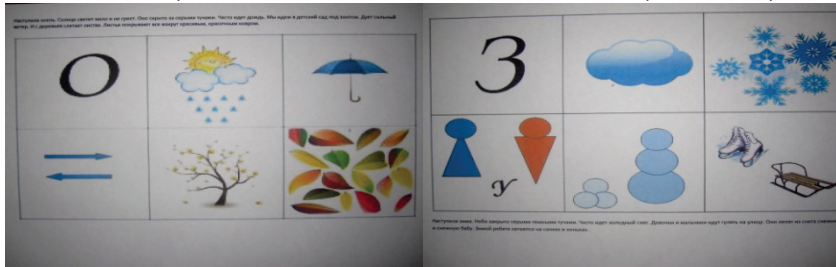 Наступила осень. Солнце светит мало и не греет. Оно скрыто за серыми тучами. Часто идет дождь. Мы идем в детский сад под зонтом. Дует сильный
ветер. И с деревьев слетает листва. Листья покрывают все вокруг красивым, красочным ковром.
О
З
у
Наступила зима. Небо закрыто серыми снежными тучами. Часто идет холодный снег. Девочки и мальчики идут гулять на улицу. Они лепят из снега снежки
и снежную бабу. Зимой ребята катаются на санках и коньках.